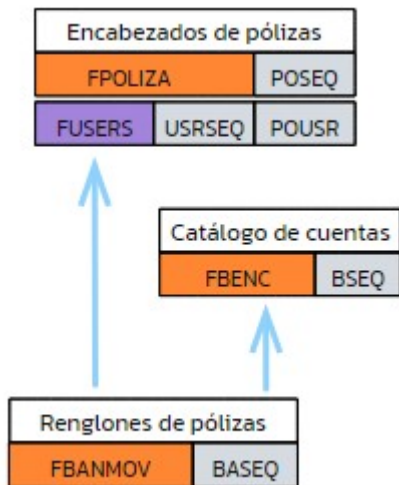 Encabezados de pólizas
FPOLIZA POSEQ
FUSERS USRSEQ POUSR
Catálogo de cuentas
FBENC BSEQ
Renglones de pólizas
FBANMOV BASEQ